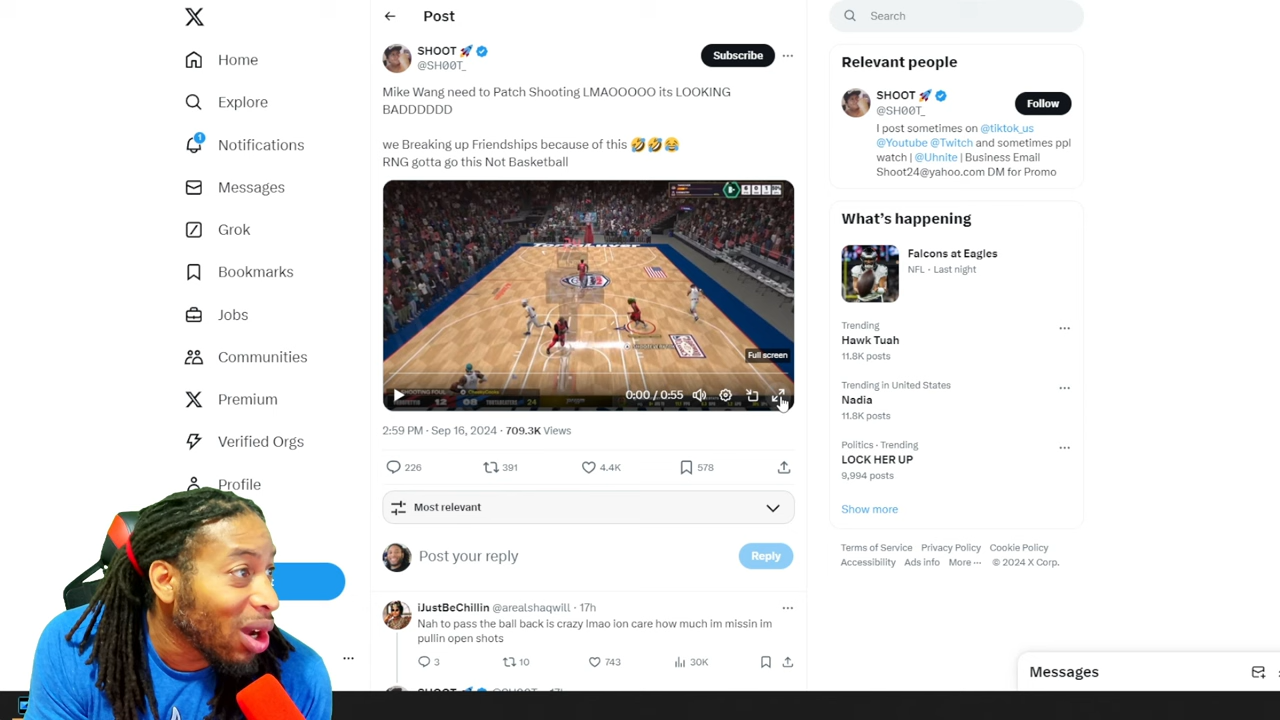 Home
Explore
1
Notifications
Messages
Grok
Bookmarks
Jobs
Communities
Premium
Verified Orgs
Profile
Post
SHOOT 🚀
@SH00T_
Subscribe
Mike Wang need to Patch Shooting LMAOOOOO its LOOKING
BADDDDDD
we Breaking up Friendships because of this 🤣🤣😂
RNG gotta go this Not Basketball
Full screen
SHOOTING FOUL
12
08
24
0:00 / 0:55
2:59 PM · Sep 16, 2024 · 709.3K Views
226
391
4.4K
578
Most relevant
Post your reply
Reply
iJustBeChillin @arealshaqwill · 17h
Nah to pass the ball back is crazy lmao ion care how much im missin im
pullin open shots
3
10
743
30K
Search
Relevant people
SHOOT 🚀
@SH00T_
Follow
I post sometimes on @tiktok_us
@Youtube @Twitch and sometimes ppl
watch | @Uhnite | Business Email
Shoot24@yahoo.com DM for Promo
What's happening
Falcons at Eagles
NFL · Last night
Trending
Hawk Tuah
11.8K posts
Trending in United States
Nadia
11.8K posts
Politics · Trending
LOCK HER UP
9,994 posts
Show more
Terms of Service Privacy Policy Cookie Policy
Accessibility Ads info More ··· © 2024 X Corp.
Messages